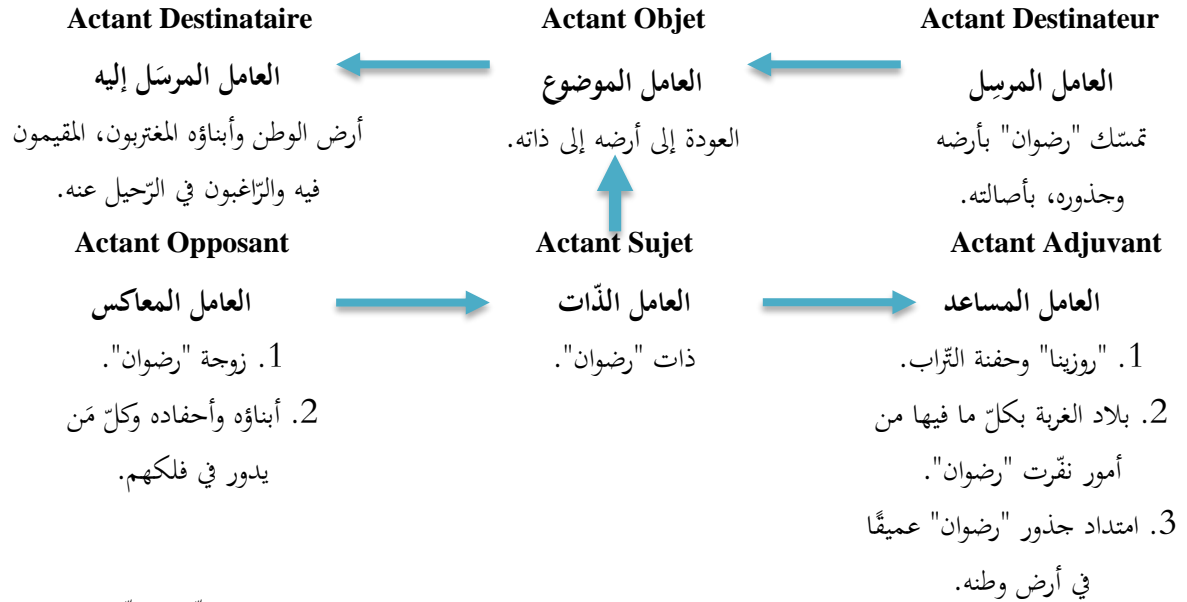 Actant Destinateur
Actant Objet
Actant Destinataire
العامل المرسِل
العامل الموضوع
العامل المرسَل إليه
تمسّك "رضوان" بأرضه
وجذوره، بأصالته.
العودة إلى أرضه إلى ذاته.
أرض الوطن وأبناؤه المغتربون، المقيمون
فيه والرّاغبون في الرّحيل عنه.
Actant Adjuvant
Actant Sujet
Actant Opposant
العامل المساعد
العامل الذّات
العامل المعاكس
1. "روزينا" وحفنة التّراب.
2. بلاد الغربة بكلّ ما فيها من
أمور نفّرت "رضوان".
3. امتداد جذور "رضوان" عميقًا
في أرض وطنه.
ذات "رضوان".
1. زوجة "رضوان".
2. أبناؤه وأحفاده وكلّ مَن
يدور في فلكهم.